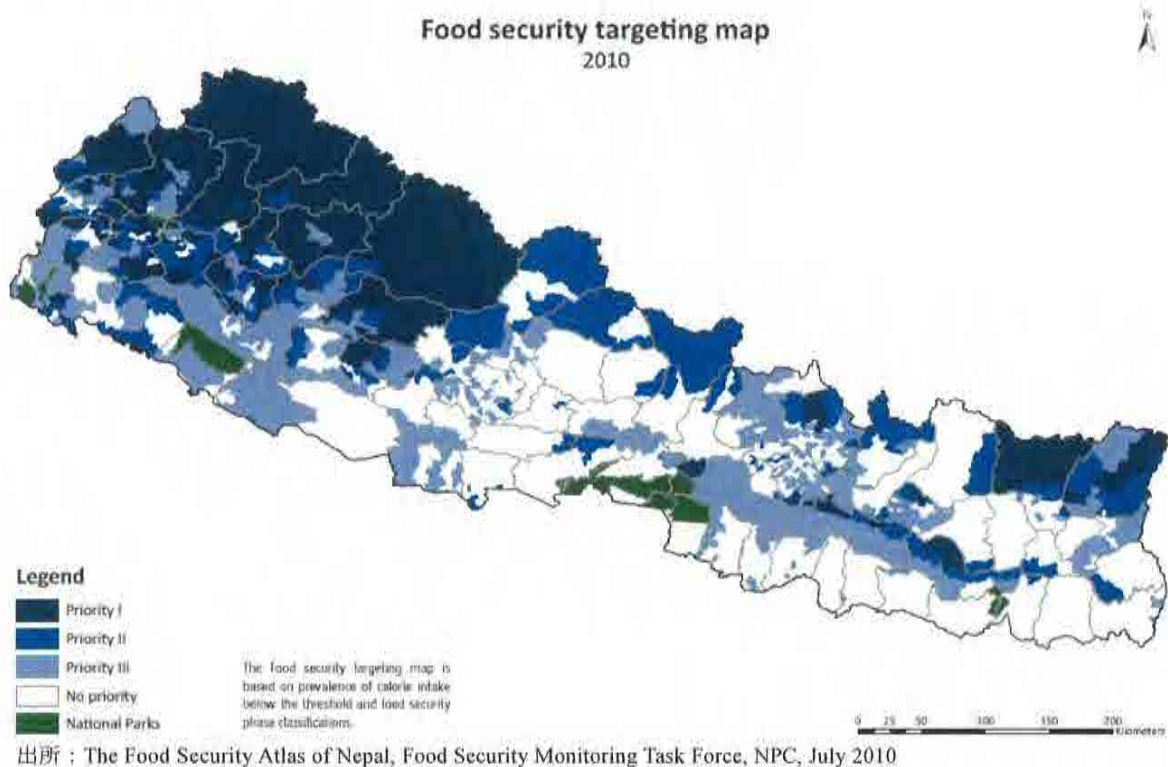 Food security targeting map
2010
N
Legend
Priority I
Priority II
Priority III
No priority
National Parks
The food security targeting map is
based on prevalence of calorie intake
below the threshold and food security
phase classifications.
0 25 50 100 150 200
Kilometers
出所：The Food Security Atlas of Nepal, Food Security Monitoring Task Force, NPC, July 2010